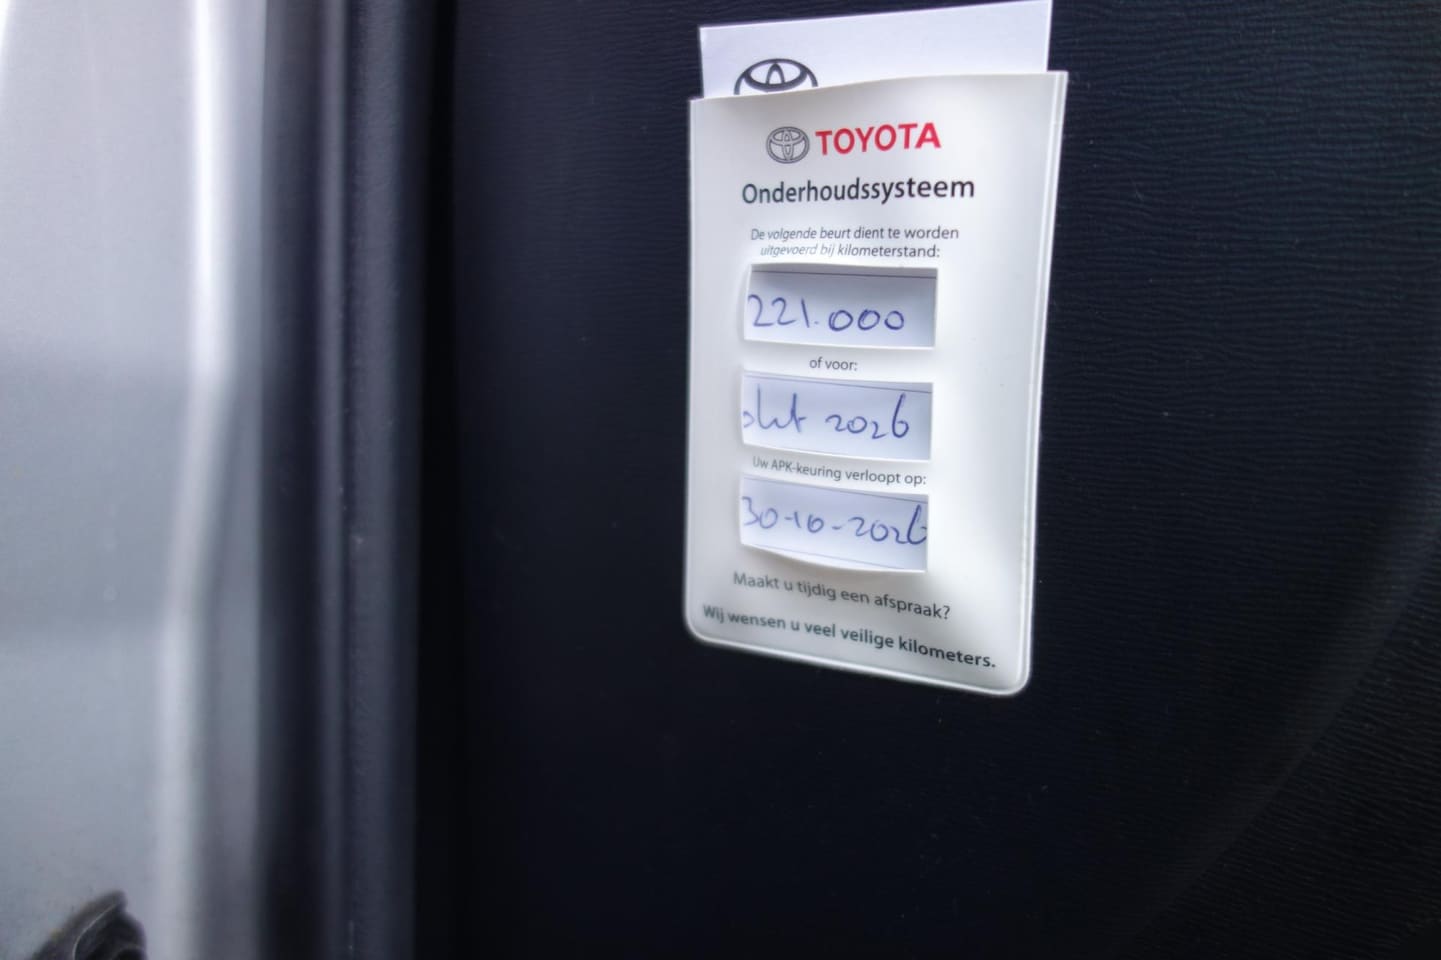 TOYOTA
Onderhoudssysteem
De volgende beurt dient te worden
uitgevoerd bij kilometerstand:
221.000
of voor:
okt 2026
Uw APK-keuring verloopt op:
30-10-2026
Maakt u tijdig een afspraak?
Wij wensen u veel veilige kilometers.